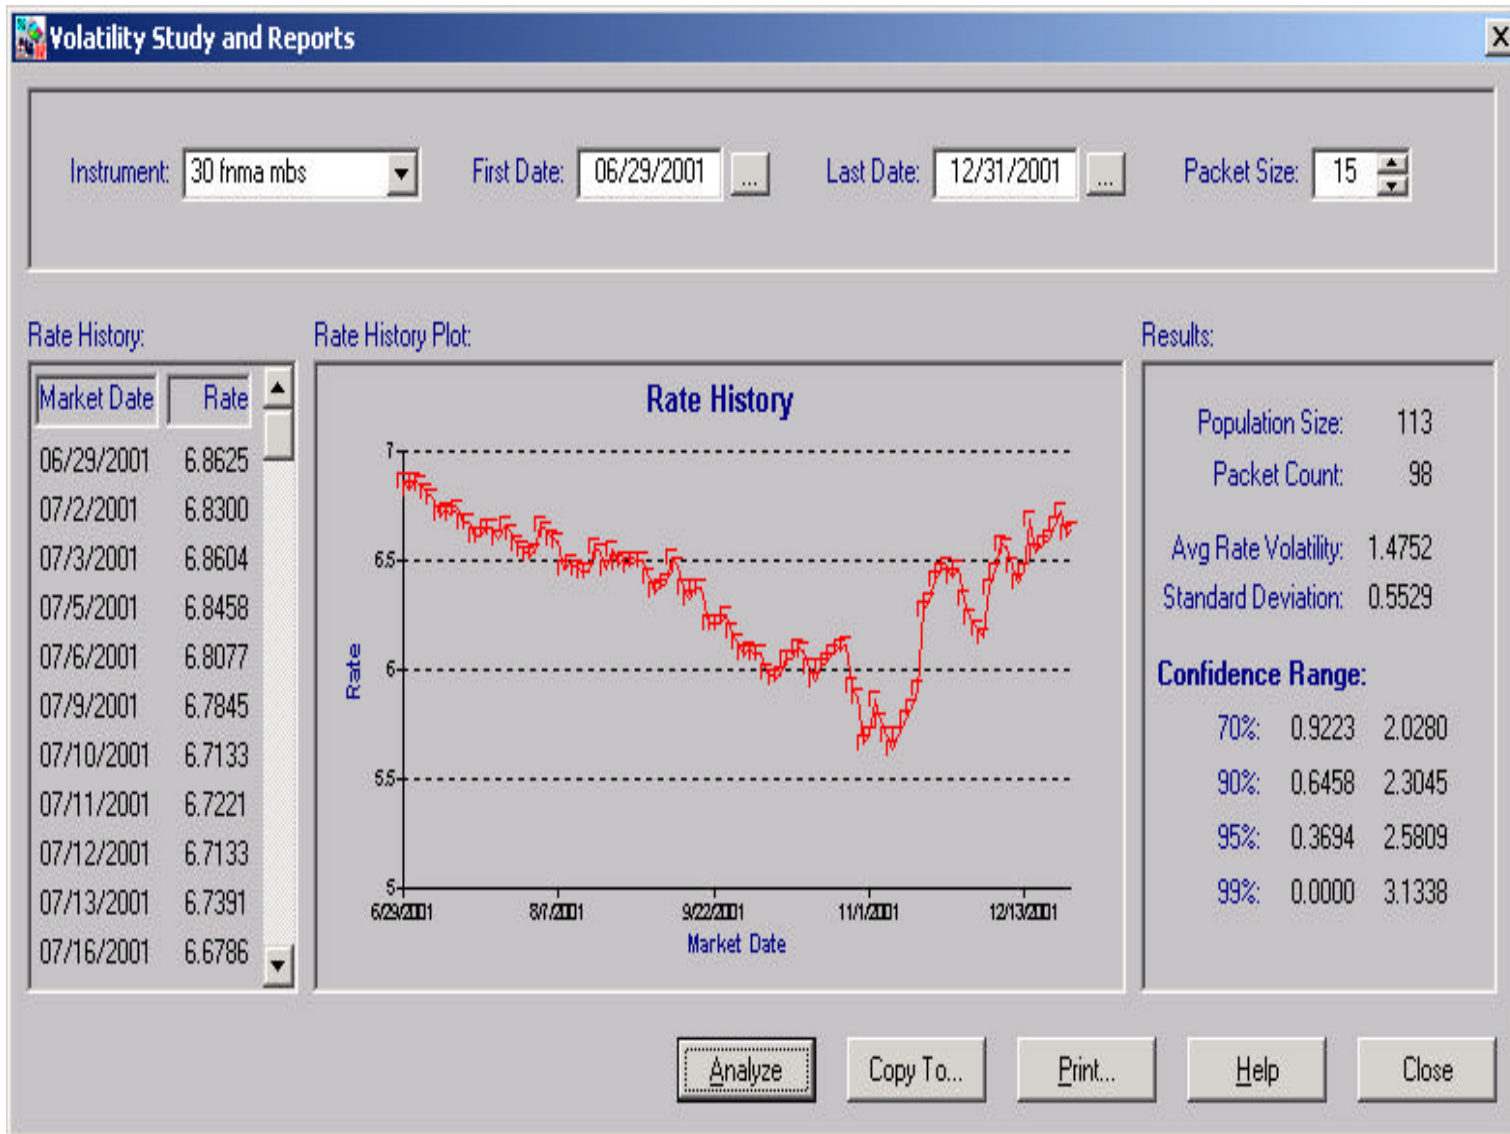 Volatility Study and Reports
Instrument: 30 fnma mbs First Date: 06/29/2001 ... Last Date: 12/31/2001 ... Packet Size: 15
Rate History:
Market Date Rate
06/29/2001 6.8625
07/2/2001 6.8300
07/3/2001 6.8604
07/5/2001 6.8458
07/6/2001 6.8077
07/9/2001 6.7845
07/10/2001 6.7133
07/11/2001 6.7221
07/12/2001 6.7133
07/13/2001 6.7391
07/16/2001 6.6786
Rate History Plot:
Rate History
7
6.5
6
5.5
5
Rate
6/29/2001 8/7/2001 9/22/2001 11/1/2001 12/13/2001
Market Date
Results:
Population Size: 113
Packet Count: 98
Avg Rate Volatility: 1.4752
Standard Deviation: 0.5529
Confidence Range:
70%: 0.9223 2.0280
90%: 0.6458 2.3045
95%: 0.3694 2.5809
99%: 0.0000 3.1338
Analyze Copy To... Print... Help Close